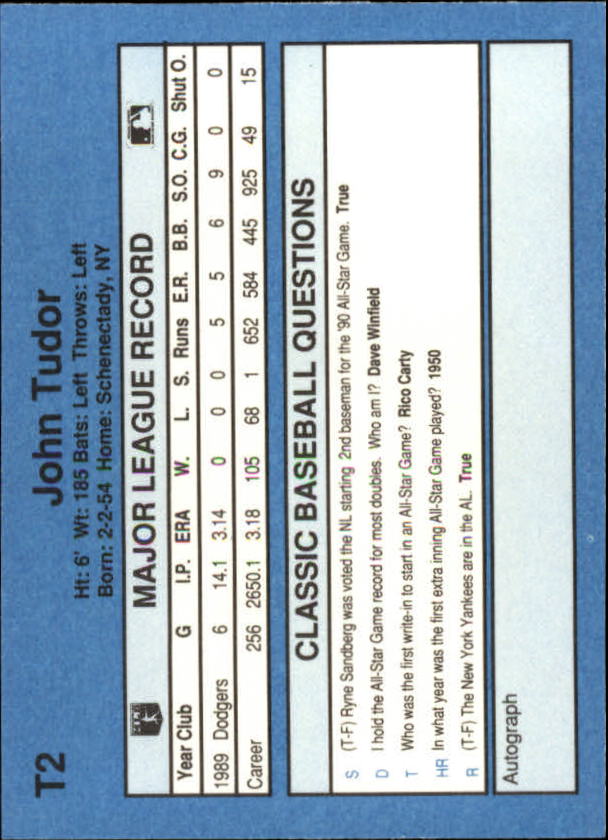 T2
John Tudor
Ht: 6' Wt: 185 Bats: Left Throws: Left
Born: 2-2-54 Home: Schenectady, NY
MAJOR LEAGUE RECORD
Year Club G I.P. ERA W. L. S. Runs E.R. B.B. S.O. C.G. Shut O.
1989 Dodgers 6 14.1 3.14 0 0 0 5 5 6 9 0 0
Career 256 2650.1 3.18 105 68 1 652 584 445 925 49 15
CLASSIC BASEBALL QUESTIONS
S (T-F) Ryne Sandberg was voted the NL starting 2nd baseman for the '90 All-Star Game. True
D I hold the All-Star Game record for most doubles. Who am I? Dave Winfield
T Who was the first write-in to start in an All-Star Game? Rico Carty
HR In what year was the first extra inning All-Star Game played? 1950
R (T-F) The New York Yankees are in the AL. True
Autograph